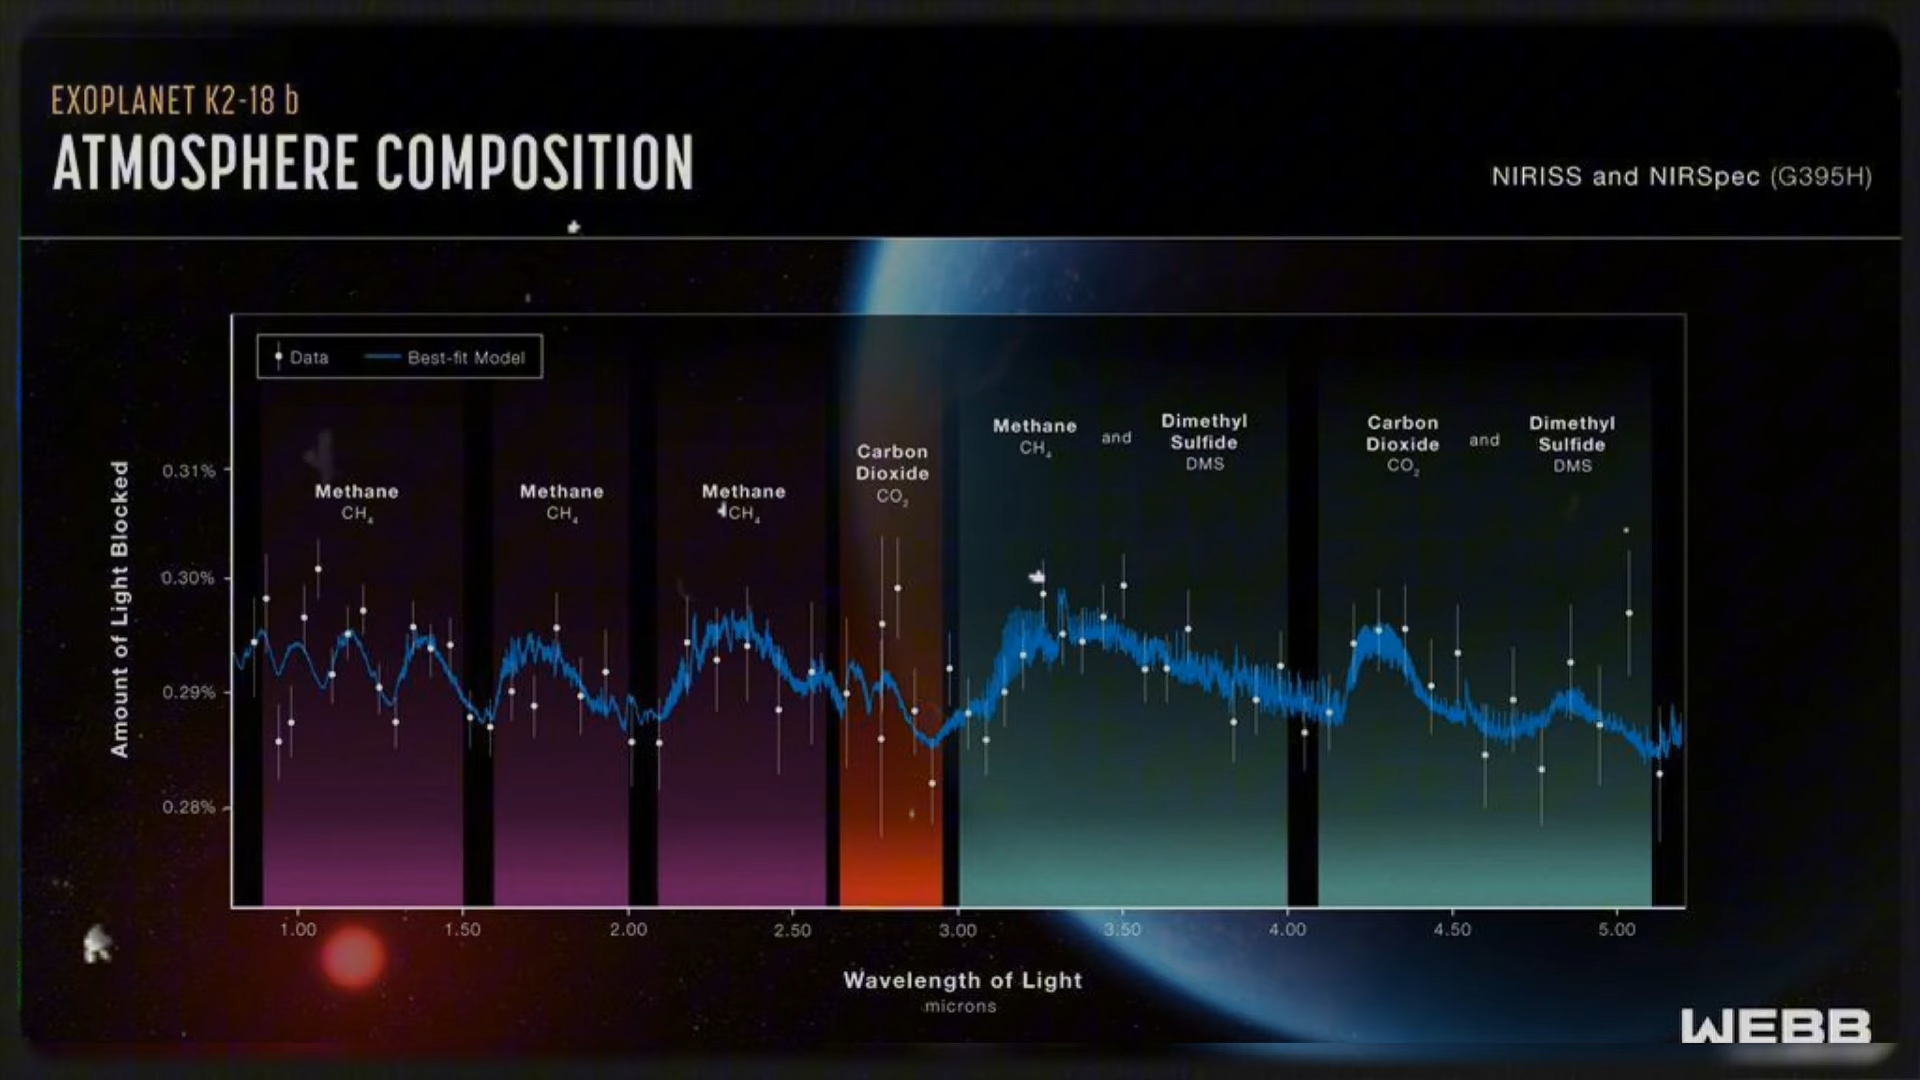 EXOPLANET K2-18 b
ATMOSPHERE COMPOSITION
NIRISS and NIRSpec (G395H)
Data
Best-fit Model
Methane
CH₄
Methane
CH₄
Methane
CH₄
Carbon
Dioxide
CO₂
Methane
CH₄
and
Dimethyl
Sulfide
DMS
Carbon
Dioxide
CO₂
and
Dimethyl
Sulfide
DMS
Amount of Light Blocked
0.31%
0.30%
0.29%
0.28%
1.00 1.50 2.00 2.50 3.00 3.50 4.00 4.50 5.00
Wavelength of Light
microns
WEBB